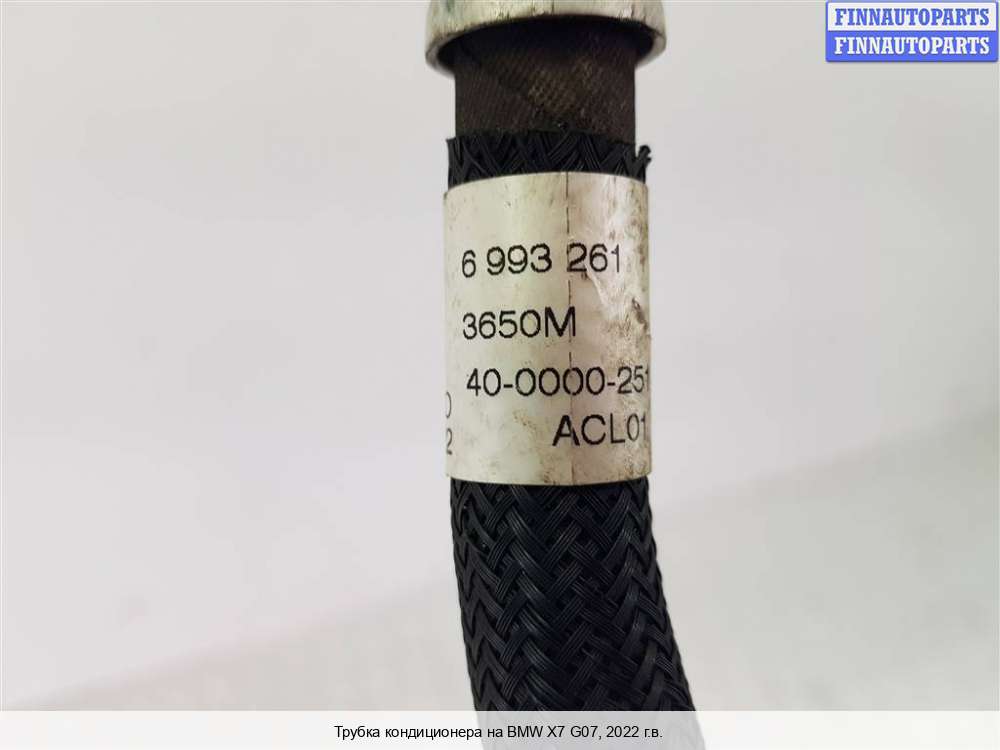 FINNAUTOPARTS
FINNAUTOPARTS
6 993 261
3650M
40-0000-251
ACL01
Трубка кондиционера на BMW X7 G07, 2022 г.в.